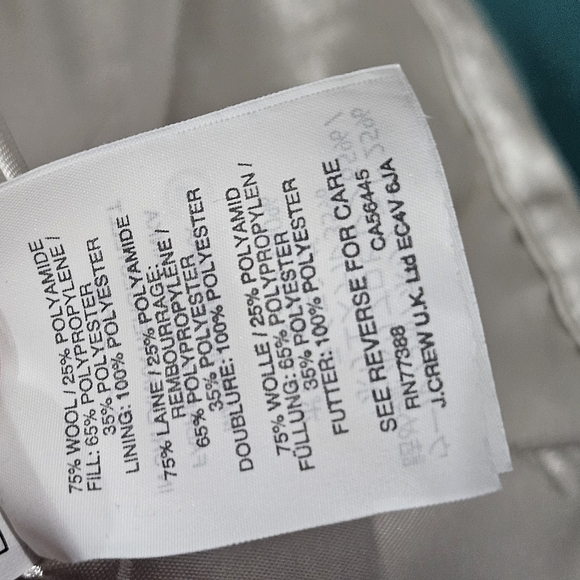 75% WOOL / 25% POLYAMIDE
FILL: 65% POLYPROPYLENE /
35% POLYESTER
LINING: 100% POLYESTER
75% LAINE / 25% POLY
REMBOURRAGE:
65% POLYPROPYLENE /
35% POLYESTER
DOUBLURE: 100% POLYESTER
75% WOLLE / 25% POLYAMID
FÜLLUNG: 65% POLYPROPYLEN /
35% POLYESTER
FUTTER: 100% POLYESTER
SEE REVERSE FOR CARE
RN77388 CA56445
J.CREW U.K. Ltd EC4V 6JA